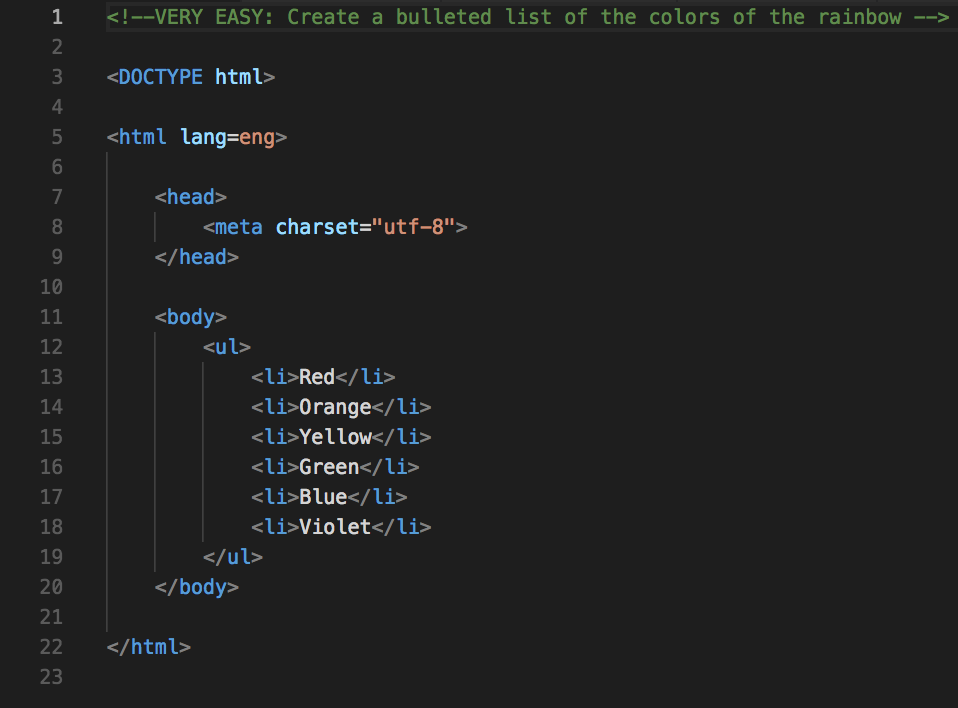 1 <!--VERY EASY: Create a bulleted list of the colors of the rainbow -->
2
3 <DOCTYPE html>
4
5 <html lang=eng>
6
7     <head>
8         <meta charset="utf-8">
9     </head>
10
11     <body>
12         <ul>
13             <li>Red</li>
14             <li>Orange</li>
15             <li>Yellow</li>
16             <li>Green</li>
17             <li>Blue</li>
18             <li>Violet</li>
19         </ul>
20     </body>
21
22 </html>
23